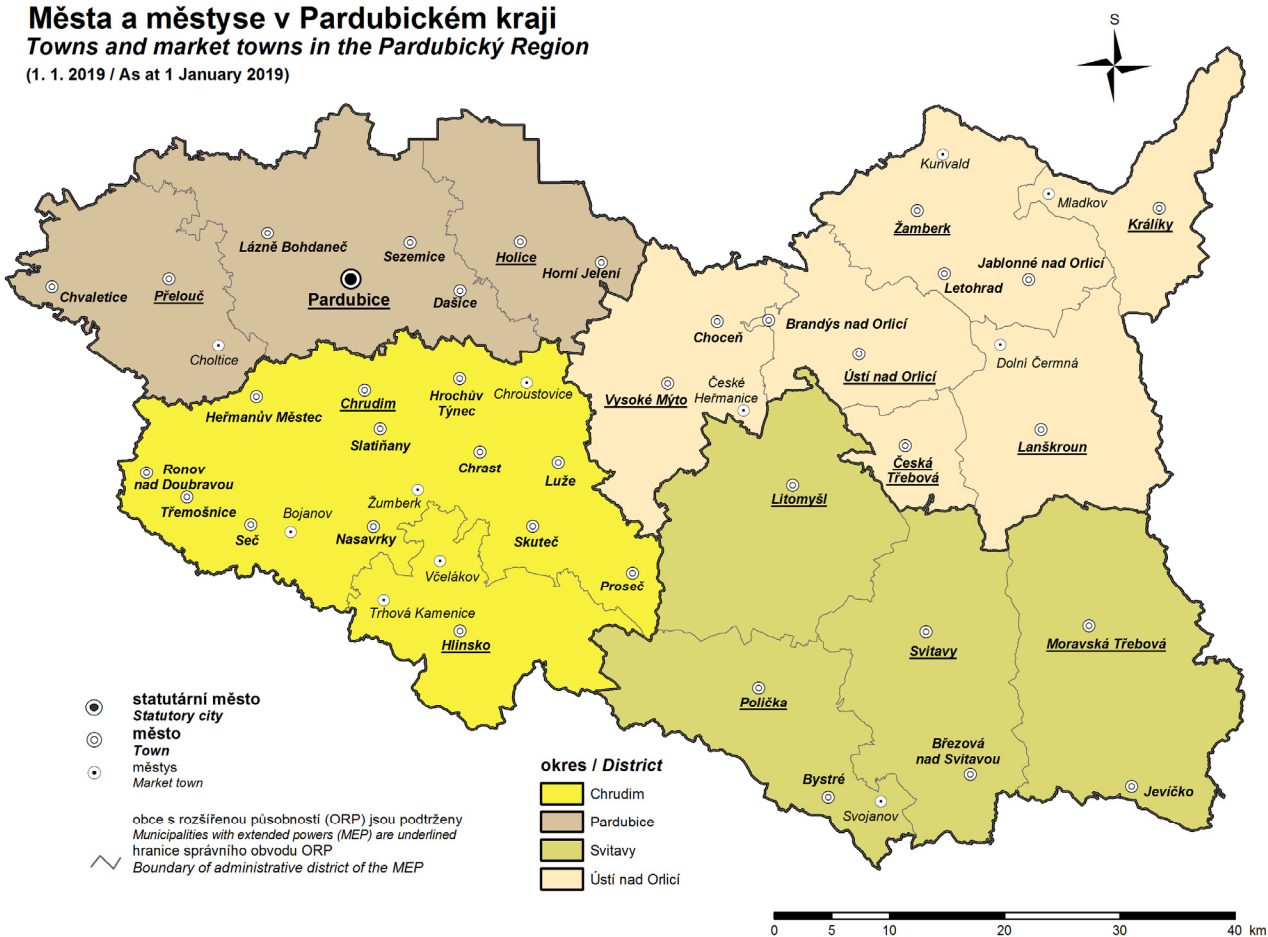 Města a městyse v Pardubickém kraji
Towns and market towns in the Pardubický Region
(1. 1. 2019 / As at 1 January 2019)
S
Kunvald
Mladkov
Žamberk
Králíky
Lázně Bohdaneč
Sezemice
Holice
Horní Jelení
Jablonné nad Orlicí
Letohrad
Chvaletice
Přelouč
Pardubice
Dašice
Choceň
Brandýs nad Orlicí
Choltice
Dolní Čermná
Ústí nad Orlicí
Heřmanův Městec
Chrudim
Hrochův
Týnec
Chroustovice
Vysoké Mýto
České
Heřmanice
Slatiňany
Chrast
Luže
Česká
Třebová
Lanškroun
Ronov
nad Doubravou
Třemošnice
Žumberk
Litomyšl
Bojanov
Seč
Nasavrky
Skuteč
Včelákov
Proseč
Trhová Kamenice
Hlinsko
Svitavy
Moravská Třebová
Polička
Březová
nad Svitavou
Bystré
Svojanov
Jevíčko
statutární město
Statutory city
město
Town
městys
Market town
obce s rozšířenou působností (ORP) jsou podtrženy
Municipalities with extended powers (MEP) are underlined
hranice správního obvodu ORP
Boundary of administrative district of the MEP
okres / District
Chrudim
Pardubice
Svitavy
Ústí nad Orlicí
0 5 10 20 30 40 km